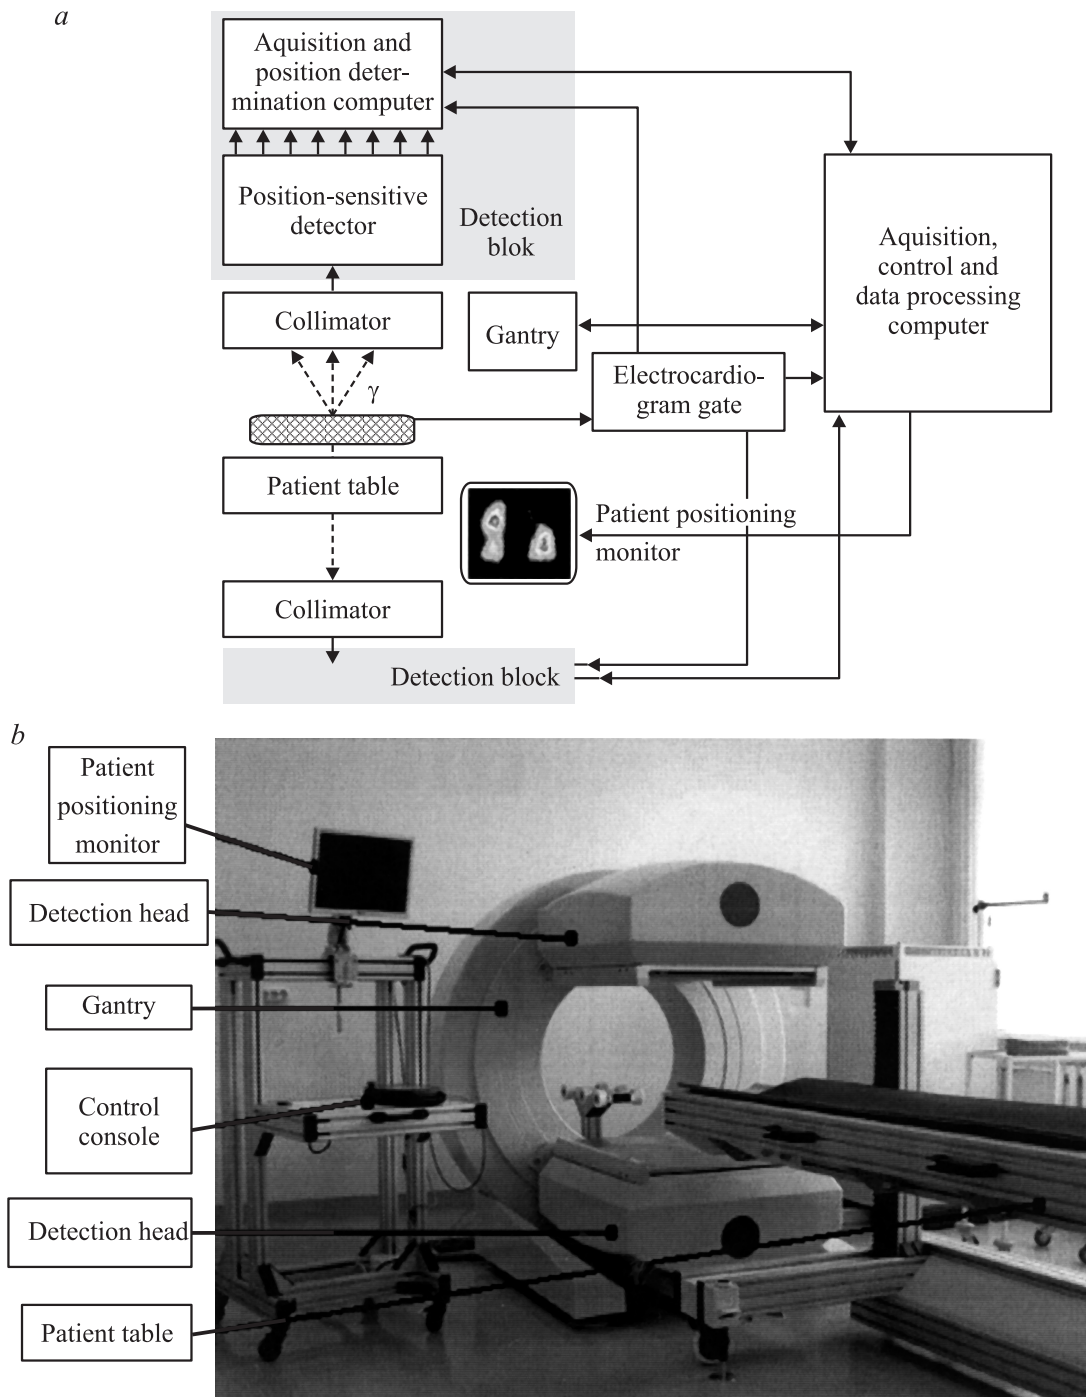 a
Aquisition and
position deter-
mination computer
Position-sensitive
detector
Detection
blok
Aquisition,
control and
data processing
computer
Collimator
Gantry
γ
Electrocardio-
gram gate
Patient table
Patient positioning
monitor
Collimator
Detection block
b
Patient
positioning
monitor
Detection head
Gantry
Control
console
Detection head
Patient table